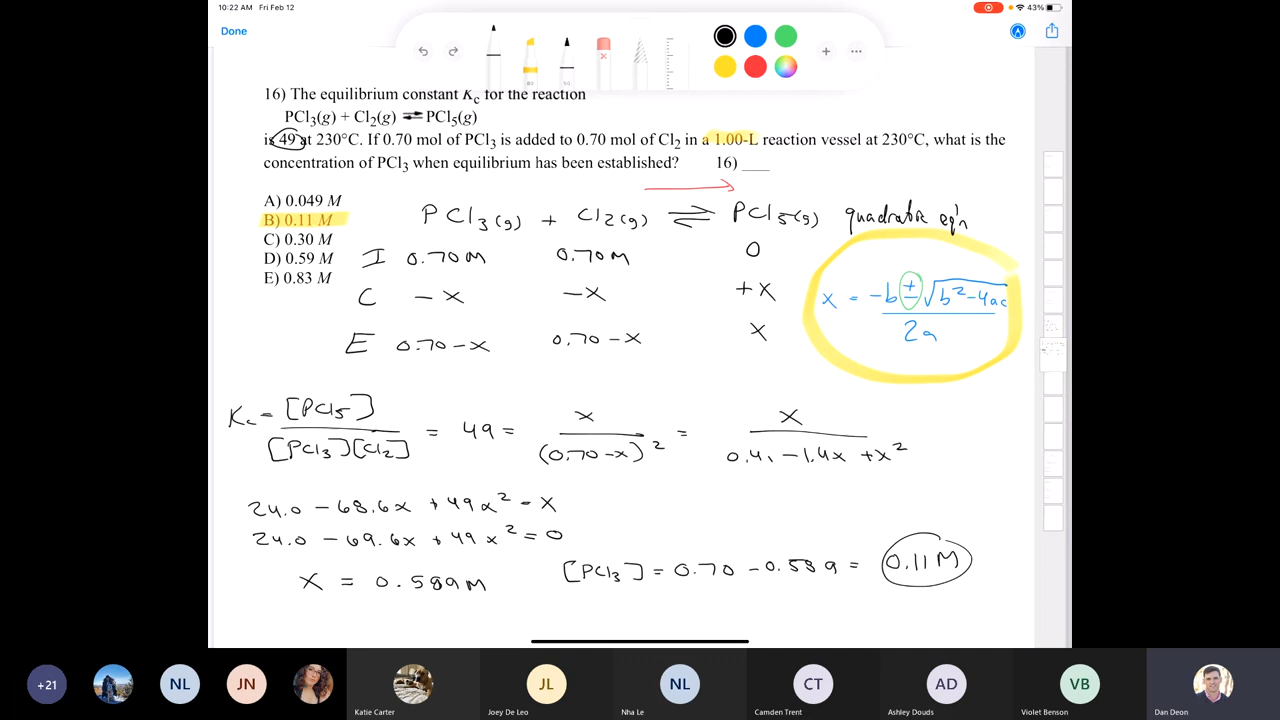 10:22 AM Fri Feb 12
43%
Done
16) The equilibrium constant Kc for the reaction
PCl3(g) + Cl2(g) ⇌ PCl5(g)
is 49 at 230°C. If 0.70 mol of PCl3 is added to 0.70 mol of Cl2 in a 1.00-L reaction vessel at 230°C, what is the
concentration of PCl3 when equilibrium has been established? 16) ____
A) 0.049 M
B) 0.11 M
C) 0.30 M
D) 0.59 M
E) 0.83 M
PCl3(g) + Cl2(g) ⇌ PCl5(g) quadratic eq'n
I 0.70M 0.70M 0
C -x -x +x
E 0.70-x 0.70-x x
x = -b ± √b²-4ac / 2a
Kc = [PCl5] / [PCl3][Cl2] = 49 = x / (0.70-x)² = x / 0.49 - 1.4x + x²
24.0 - 68.6x + 49x² = x
24.0 - 69.6x + 49x² = 0
x = 0.589M [PCl3] = 0.70 - 0.589 = 0.11M
+21 NL JN JL NL CT AD VB
Katie Carter Joey De Leo Nha Le Camden Trent Ashley Douds Violet Benson Dan Deon